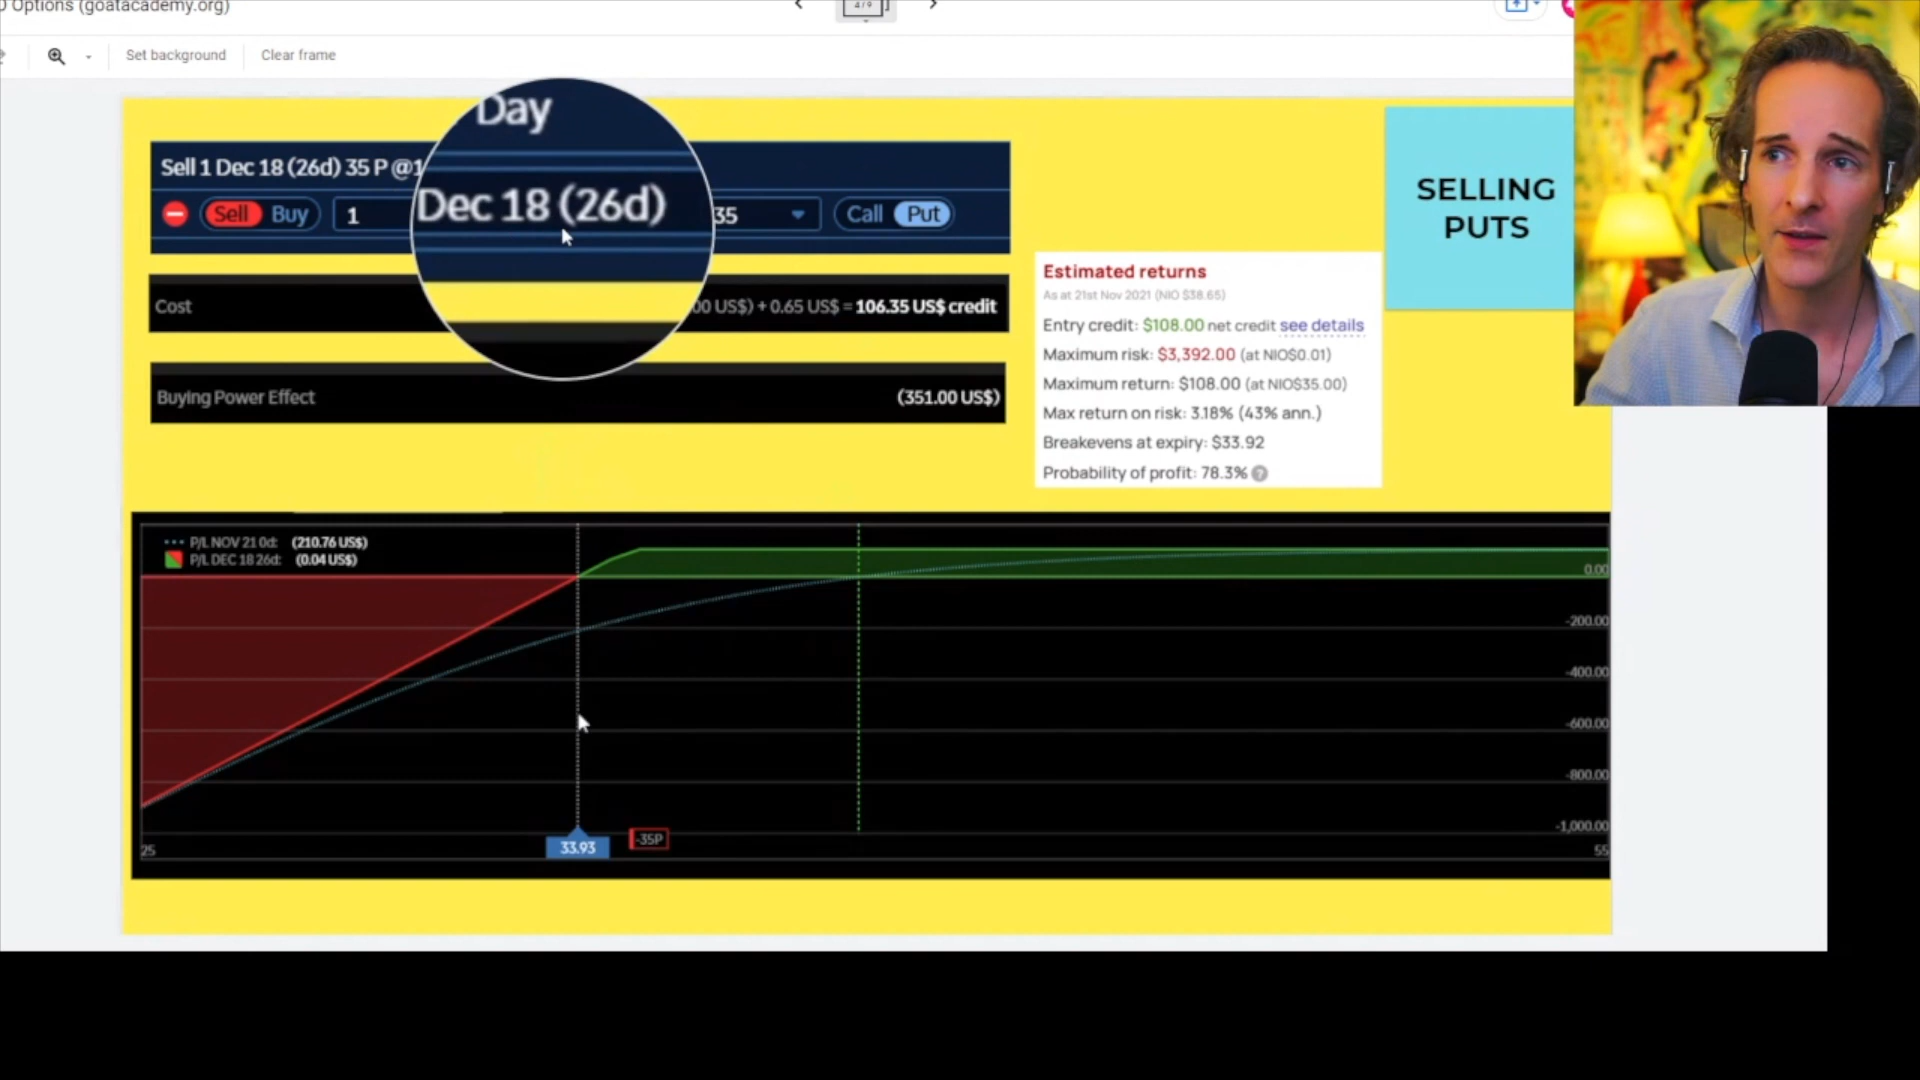 Options (goatacademy.org)
4/9
Set background
Clear frame
Day
Sell 1 Dec 18 (26d) 35 P @1
Dec 18 (26d)
Sell Buy 1
35
Call Put
Cost
00 US$) + 0.65 US$ = 106.35 US$ credit
Buying Power Effect
(351.00 US$)
SELLING
PUTS
Estimated returns
As at 21st Nov 2021 (NIO $38.65)
Entry credit: $108.00 net credit see details
Maximum risk: $3,392.00 (at NIO$0.01)
Maximum return: $108.00 (at NIO$35.00)
Max return on risk: 3.18% (43% ann.)
Breakevens at expiry: $33.92
Probability of profit: 78.3% ?
P/L NOV 21 0d: (210.76 US$)
P/L DEC 18 26d: (0.04 US$)
0.00
-200.00
-400.00
-600.00
-800.00
-1,000.00
33.93
-35P
25
55